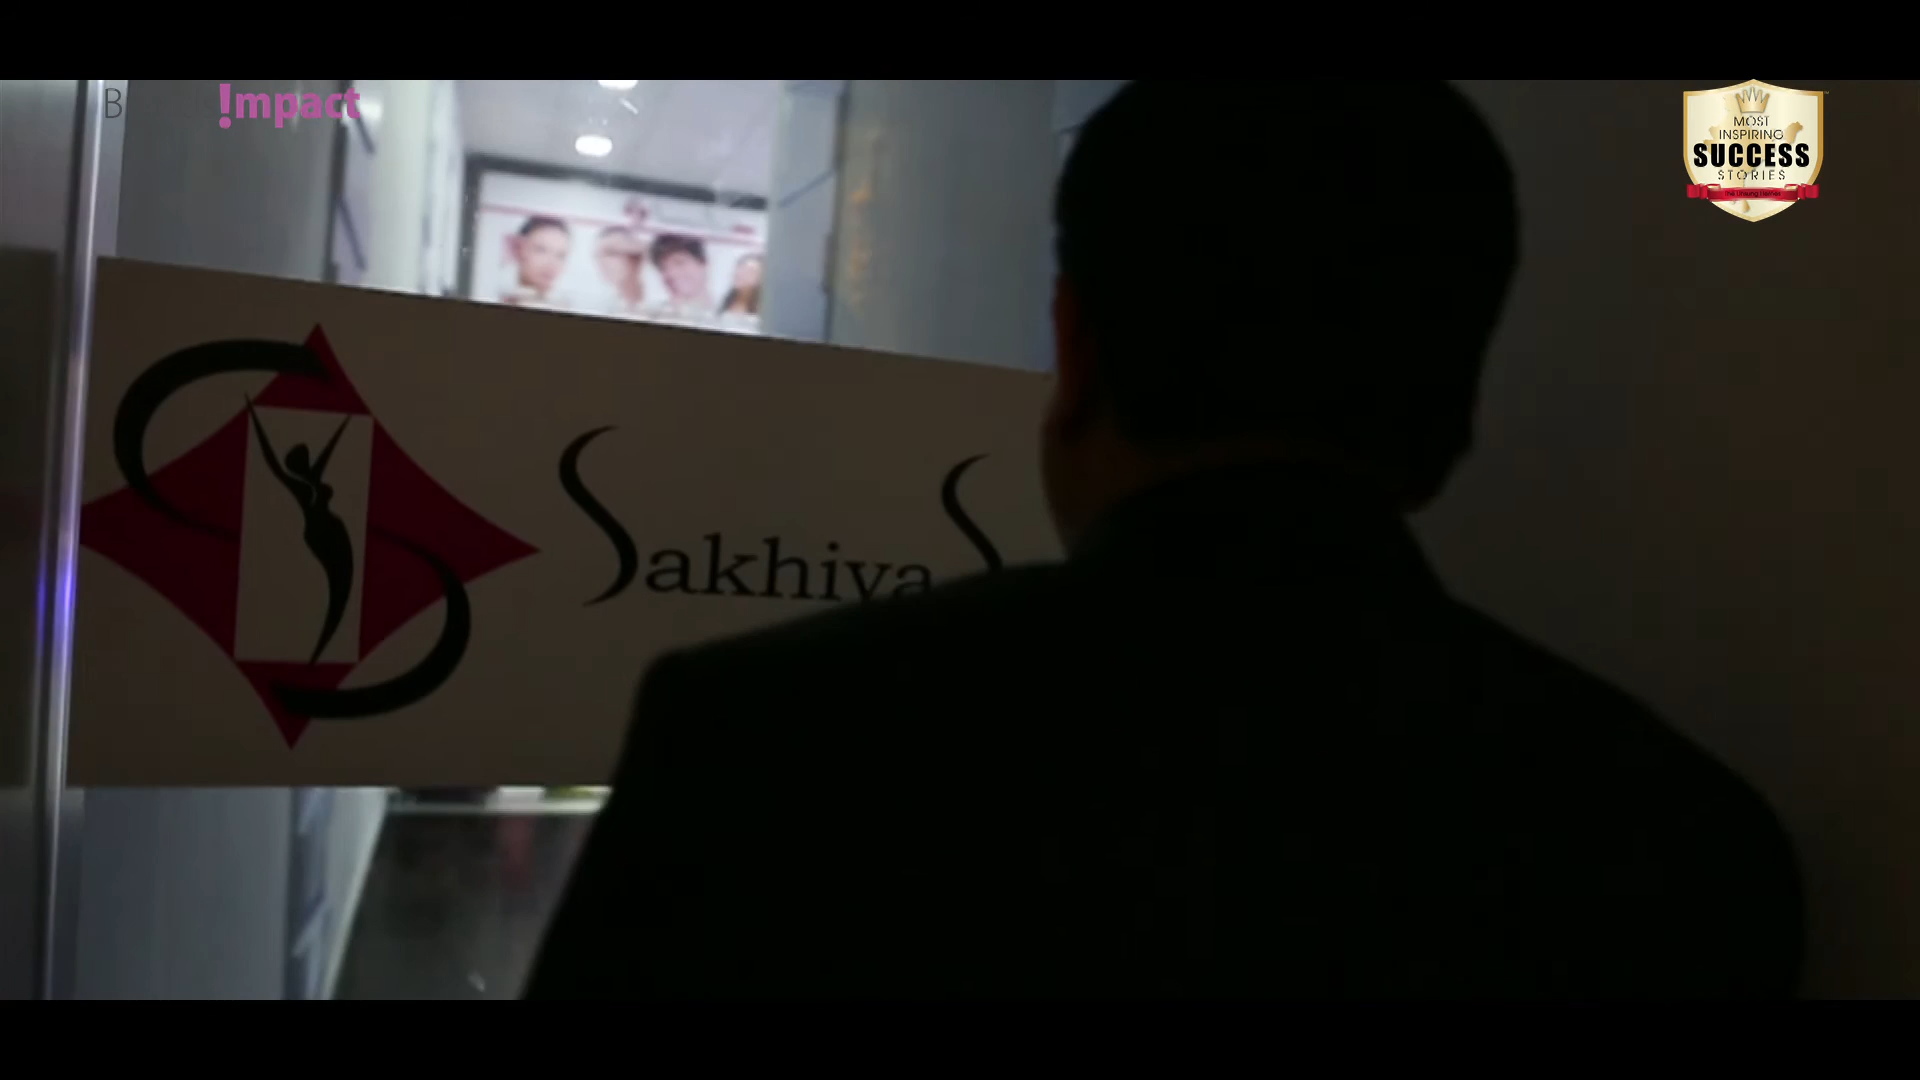 B !mpact
MOST
INSPIRING
SUCCESS
STORIES
Sakhiya S